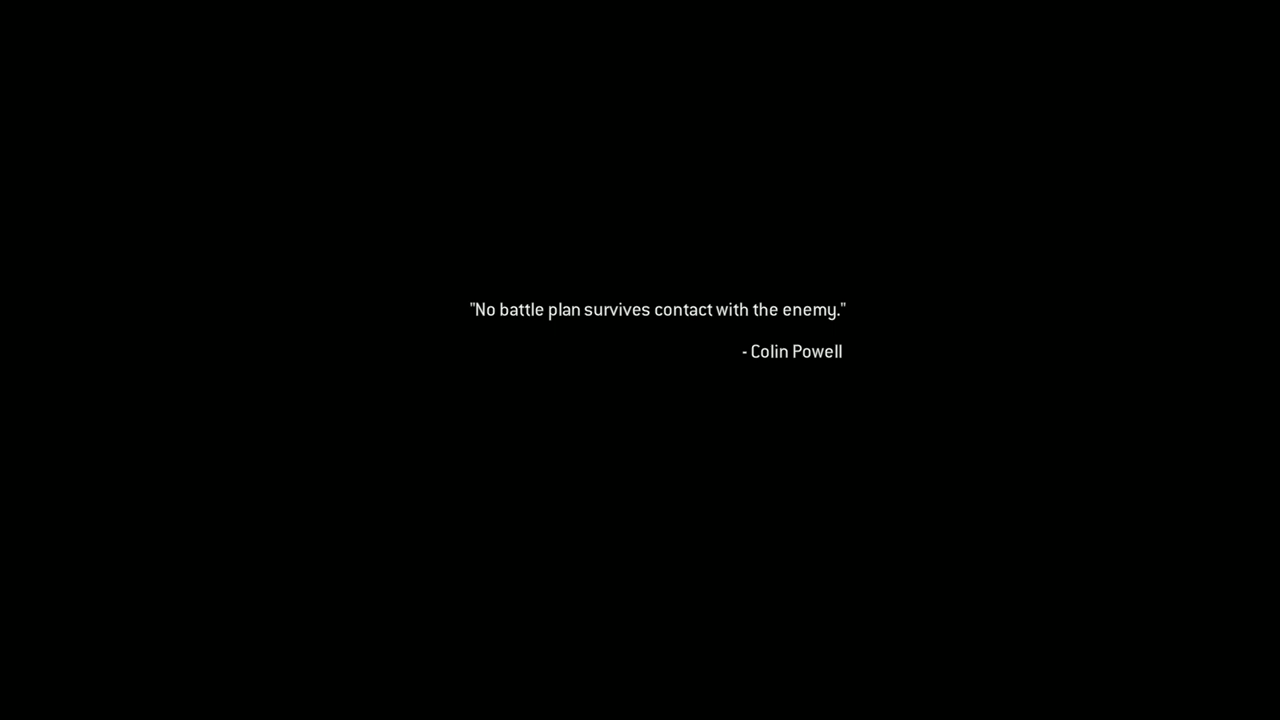 "No battle plan survives contact with the enemy."
- Colin Powell